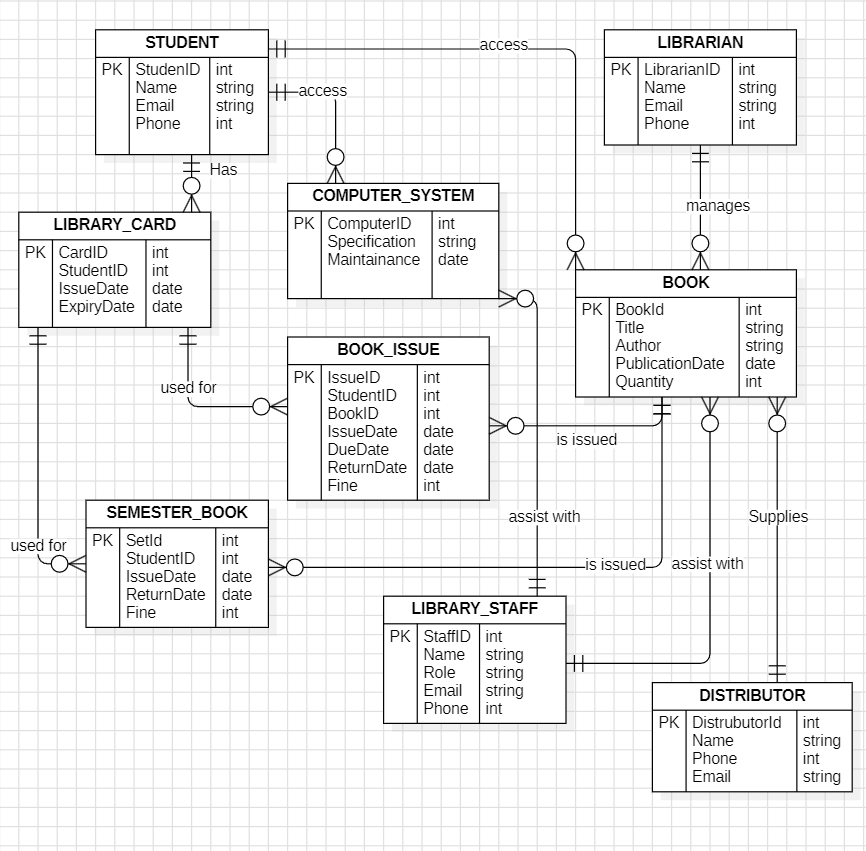 STUDENT
PK StudenID int
Name string
Email string
Phone int
access
access
Has
LIBRARIAN
PK LibrarianID int
Name string
Email string
Phone int
manages
LIBRARY_CARD
PK CardID int
StudentID int
IssueDate date
ExpiryDate date
COMPUTER_SYSTEM
PK ComputerID int
Specification string
Maintainance date
BOOK
PK BookId int
Title string
Author string
PublicationDate date
Quantity int
used for
BOOK_ISSUE
PK IssueID int
StudentID int
BookID int
IssueDate date
DueDate date
ReturnDate date
Fine int
is issued
assist with
Supplies
used for
SEMESTER_BOOK
PK SetId int
StudentID int
IssueDate date
ReturnDate date
Fine int
is issued
assist with
LIBRARY_STAFF
PK StaffID int
Name string
Role string
Email string
Phone int
DISTRIBUTOR
PK DistrubutorId int
Name string
Phone int
Email string